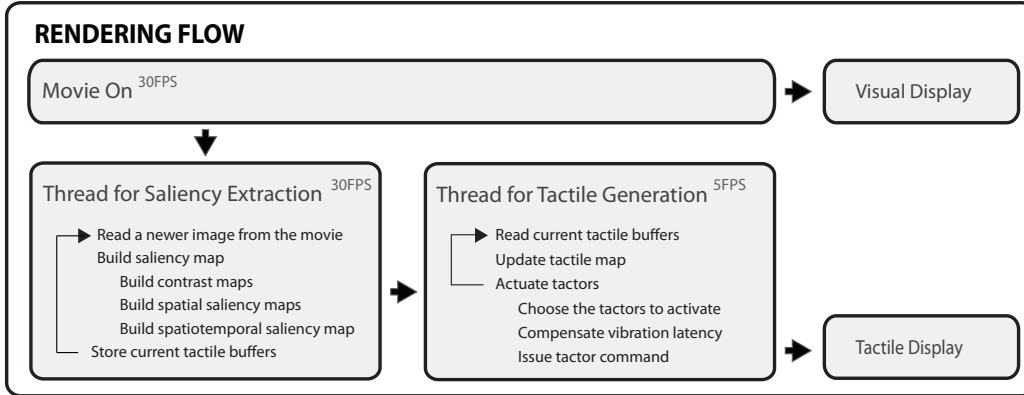 RENDERING FLOW
Movie On 30FPS
Visual Display
Thread for Saliency Extraction 30FPS
Read a newer image from the movie
Build saliency map
Build contrast maps
Build spatial saliency maps
Build spatiotemporal saliency map
Store current tactile buffers
Thread for Tactile Generation 5FPS
Read current tactile buffers
Update tactile map
Actuate tactors
Choose the tactors to activate
Compensate vibration latency
Issue tactor command
Tactile Display